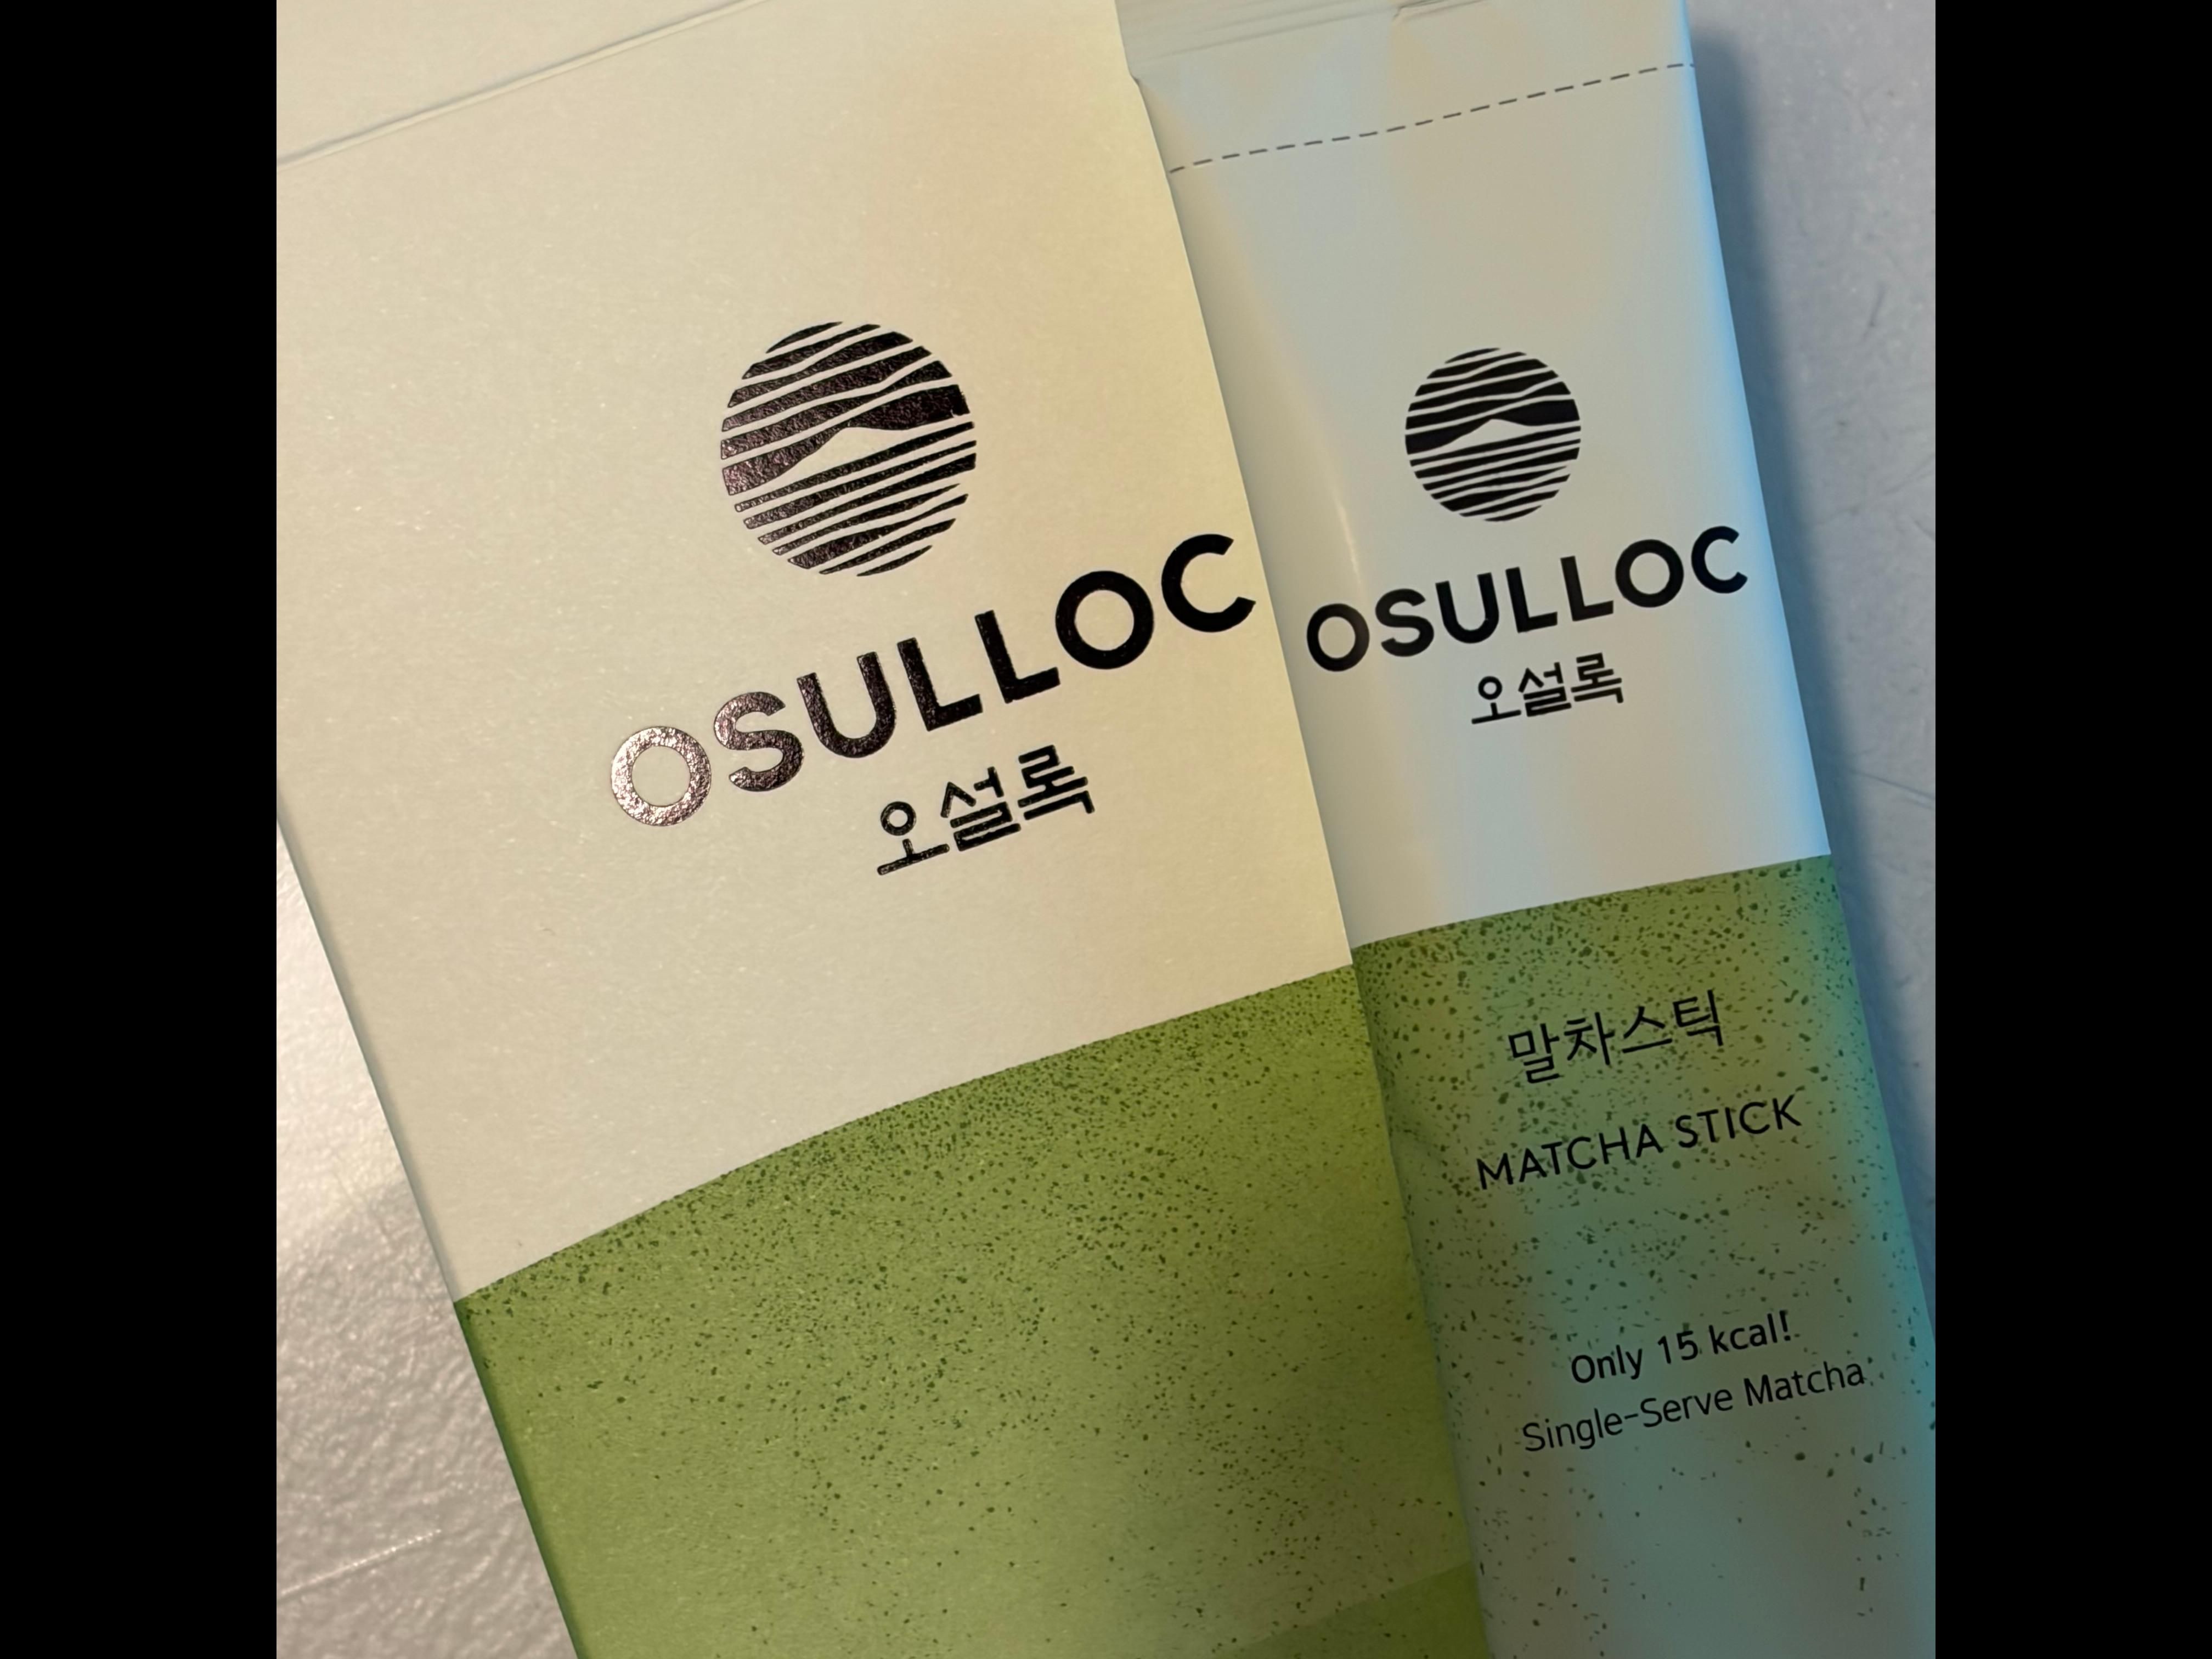 OSULLOC
오설록
OSULLOC
오설록
말차스틱
MATCHA STICK
Only 15 kcal!
Single-Serve Matcha